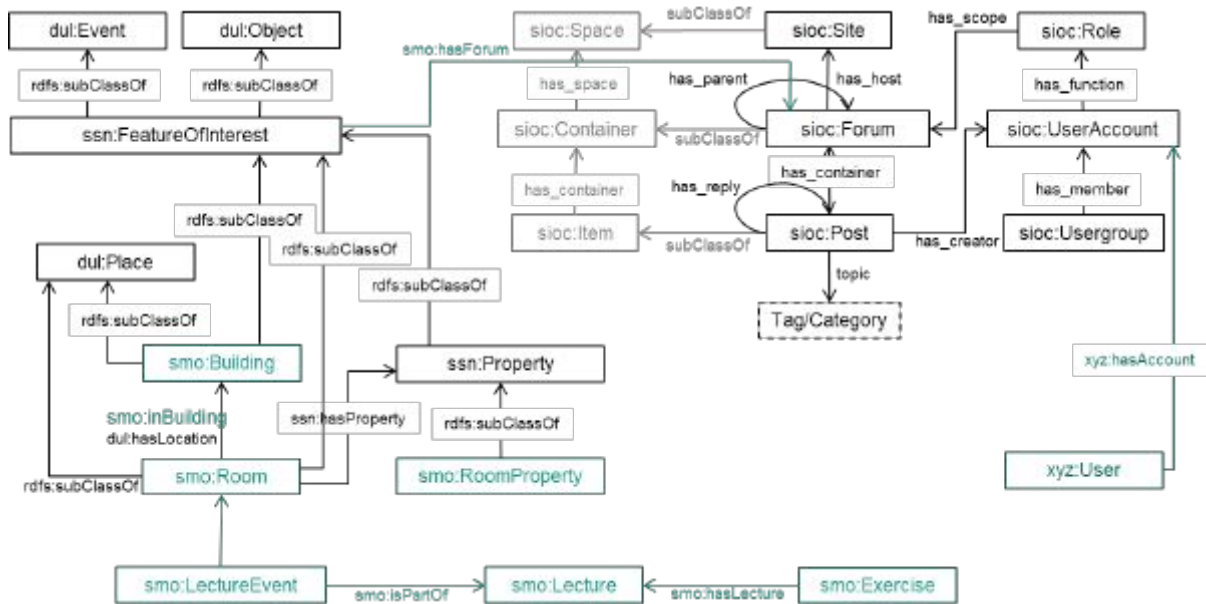 dul:Event
dul:Object
sioc:Space
subClassOf
sioc:Site
has_scope
sioc:Role
smo:hasForum
rdfs:subClassOf
rdfs:subClassOf
has_space
has_parent
has_host
has_function
ssn:FeatureOfInterest
sioc:Container
subClassOf
sioc:Forum
sioc:UserAccount
has_container
has_reply
has_container
has_member
rdfs:subClassOf
sioc:Item
subClassOf
sioc:Post
has_creator
sioc:Usergroup
rdfs:subClassOf
dul:Place
rdfs:subClassOf
topic
rdfs:subClassOf
Tag/Category
smo:Building
ssn:Property
xyz:hasAccount
smo:inBuilding
dul:hasLocation
ssn:hasProperty
rdfs:subClassOf
smo:Room
smo:RoomProperty
xyz:User
rdfs:subClassOf
smo:LectureEvent
smo:isPartOf
smo:Lecture
smo:hasLecture
smo:Exercise